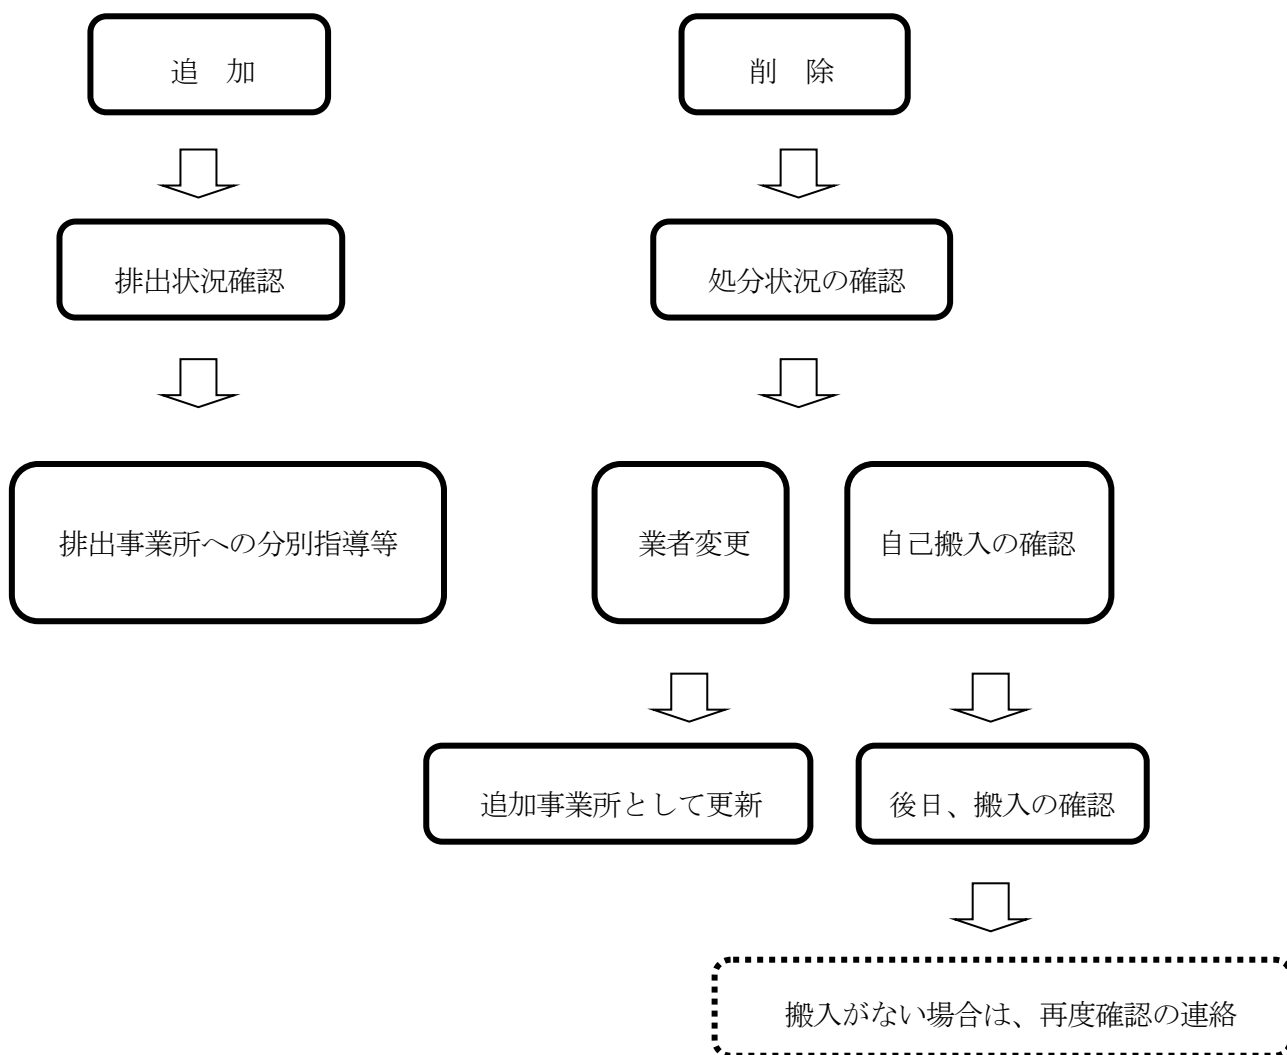 追　加
削　除
排出状況確認
処分状況の確認
排出事業所への分別指導等
業者変更
自己搬入の確認
追加事業所として更新
後日、搬入の確認
搬入がない場合は、再度確認の連絡